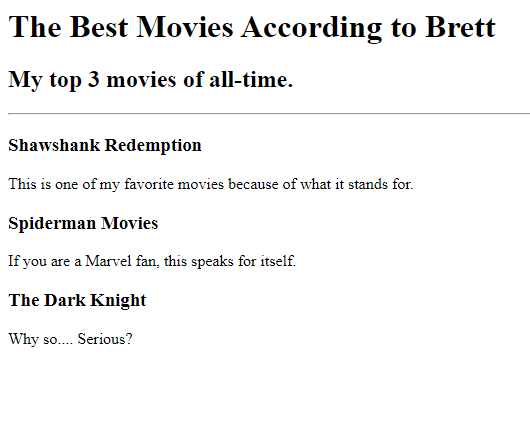 The Best Movies According to Brett
My top 3 movies of all-time.
Shawshank Redemption
This is one of my favorite movies because of what it stands for.
Spiderman Movies
If you are a Marvel fan, this speaks for itself.
The Dark Knight
Why so.... Serious?